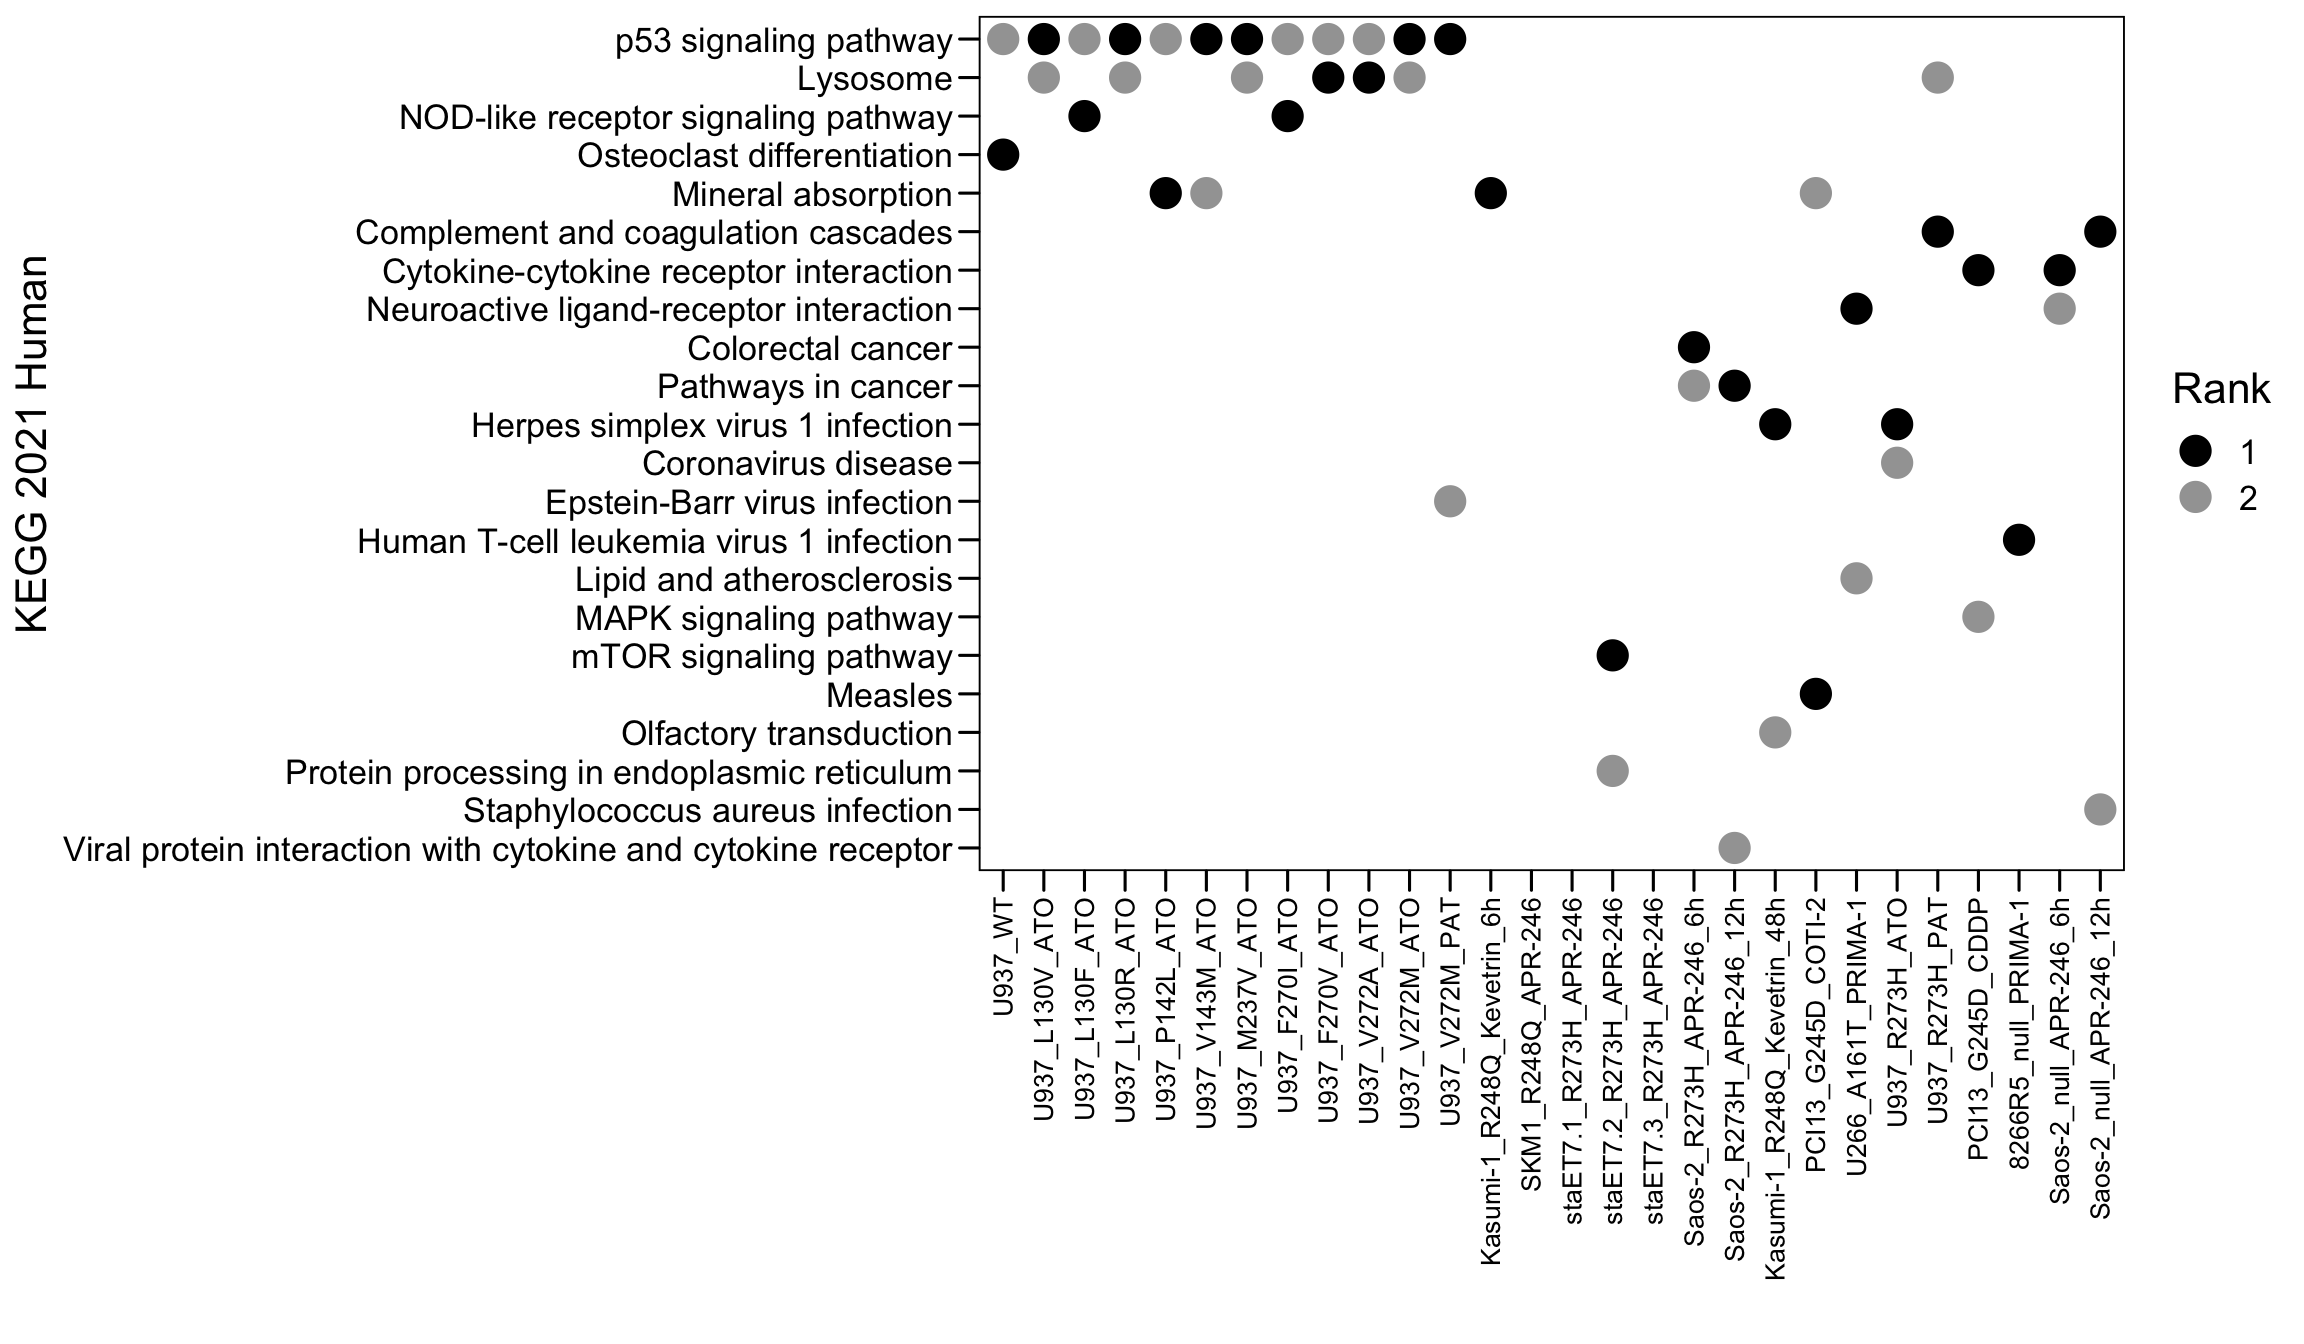 KEGG 2021 Human
p53 signaling pathway
Lysosome
NOD-like receptor signaling pathway
Osteoclast differentiation
Mineral absorption
Complement and coagulation cascades
Cytokine-cytokine receptor interaction
Neuroactive ligand-receptor interaction
Colorectal cancer
Pathways in cancer
Herpes simplex virus 1 infection
Coronavirus disease
Epstein-Barr virus infection
Human T-cell leukemia virus 1 infection
Lipid and atherosclerosis
MAPK signaling pathway
mTOR signaling pathway
Measles
Olfactory transduction
Protein processing in endoplasmic reticulum
Staphylococcus aureus infection
Viral protein interaction with cytokine and cytokine receptor
U937_WT
U937_L130V_ATO
U937_L130F_ATO
U937_L130R_ATO
U937_P142L_ATO
U937_V143M_ATO
U937_M237V_ATO
U937_F270I_ATO
U937_F270V_ATO
U937_V272A_ATO
U937_V272M_ATO
U937_V272M_PAT
Kasumi-1_R248Q_Kevetrin_6h
SKM1_R248Q_APR-246
staET7.1_R273H_APR-246
staET7.2_R273H_APR-246
staET7.3_R273H_APR-246
Saos-2_R273H_APR-246_6h
Saos-2_R273H_APR-246_12h
Kasumi-1_R248Q_Kevetrin_48h
PCI13_G245D_COTI-2
U266_A161T_PRIMA-1
U937_R273H_ATO
U937_R273H_PAT
PCI13_G245D_CDDP
8266R5_null_PRIMA-1
Saos-2_null_APR-246_6h
Saos-2_null_APR-246_12h
Rank
1
2